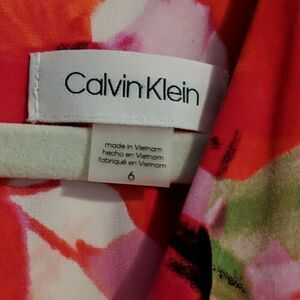 Calvin Klein
made in Vietnam
hecho en Vietnam
fabriqué en Vietnam
6